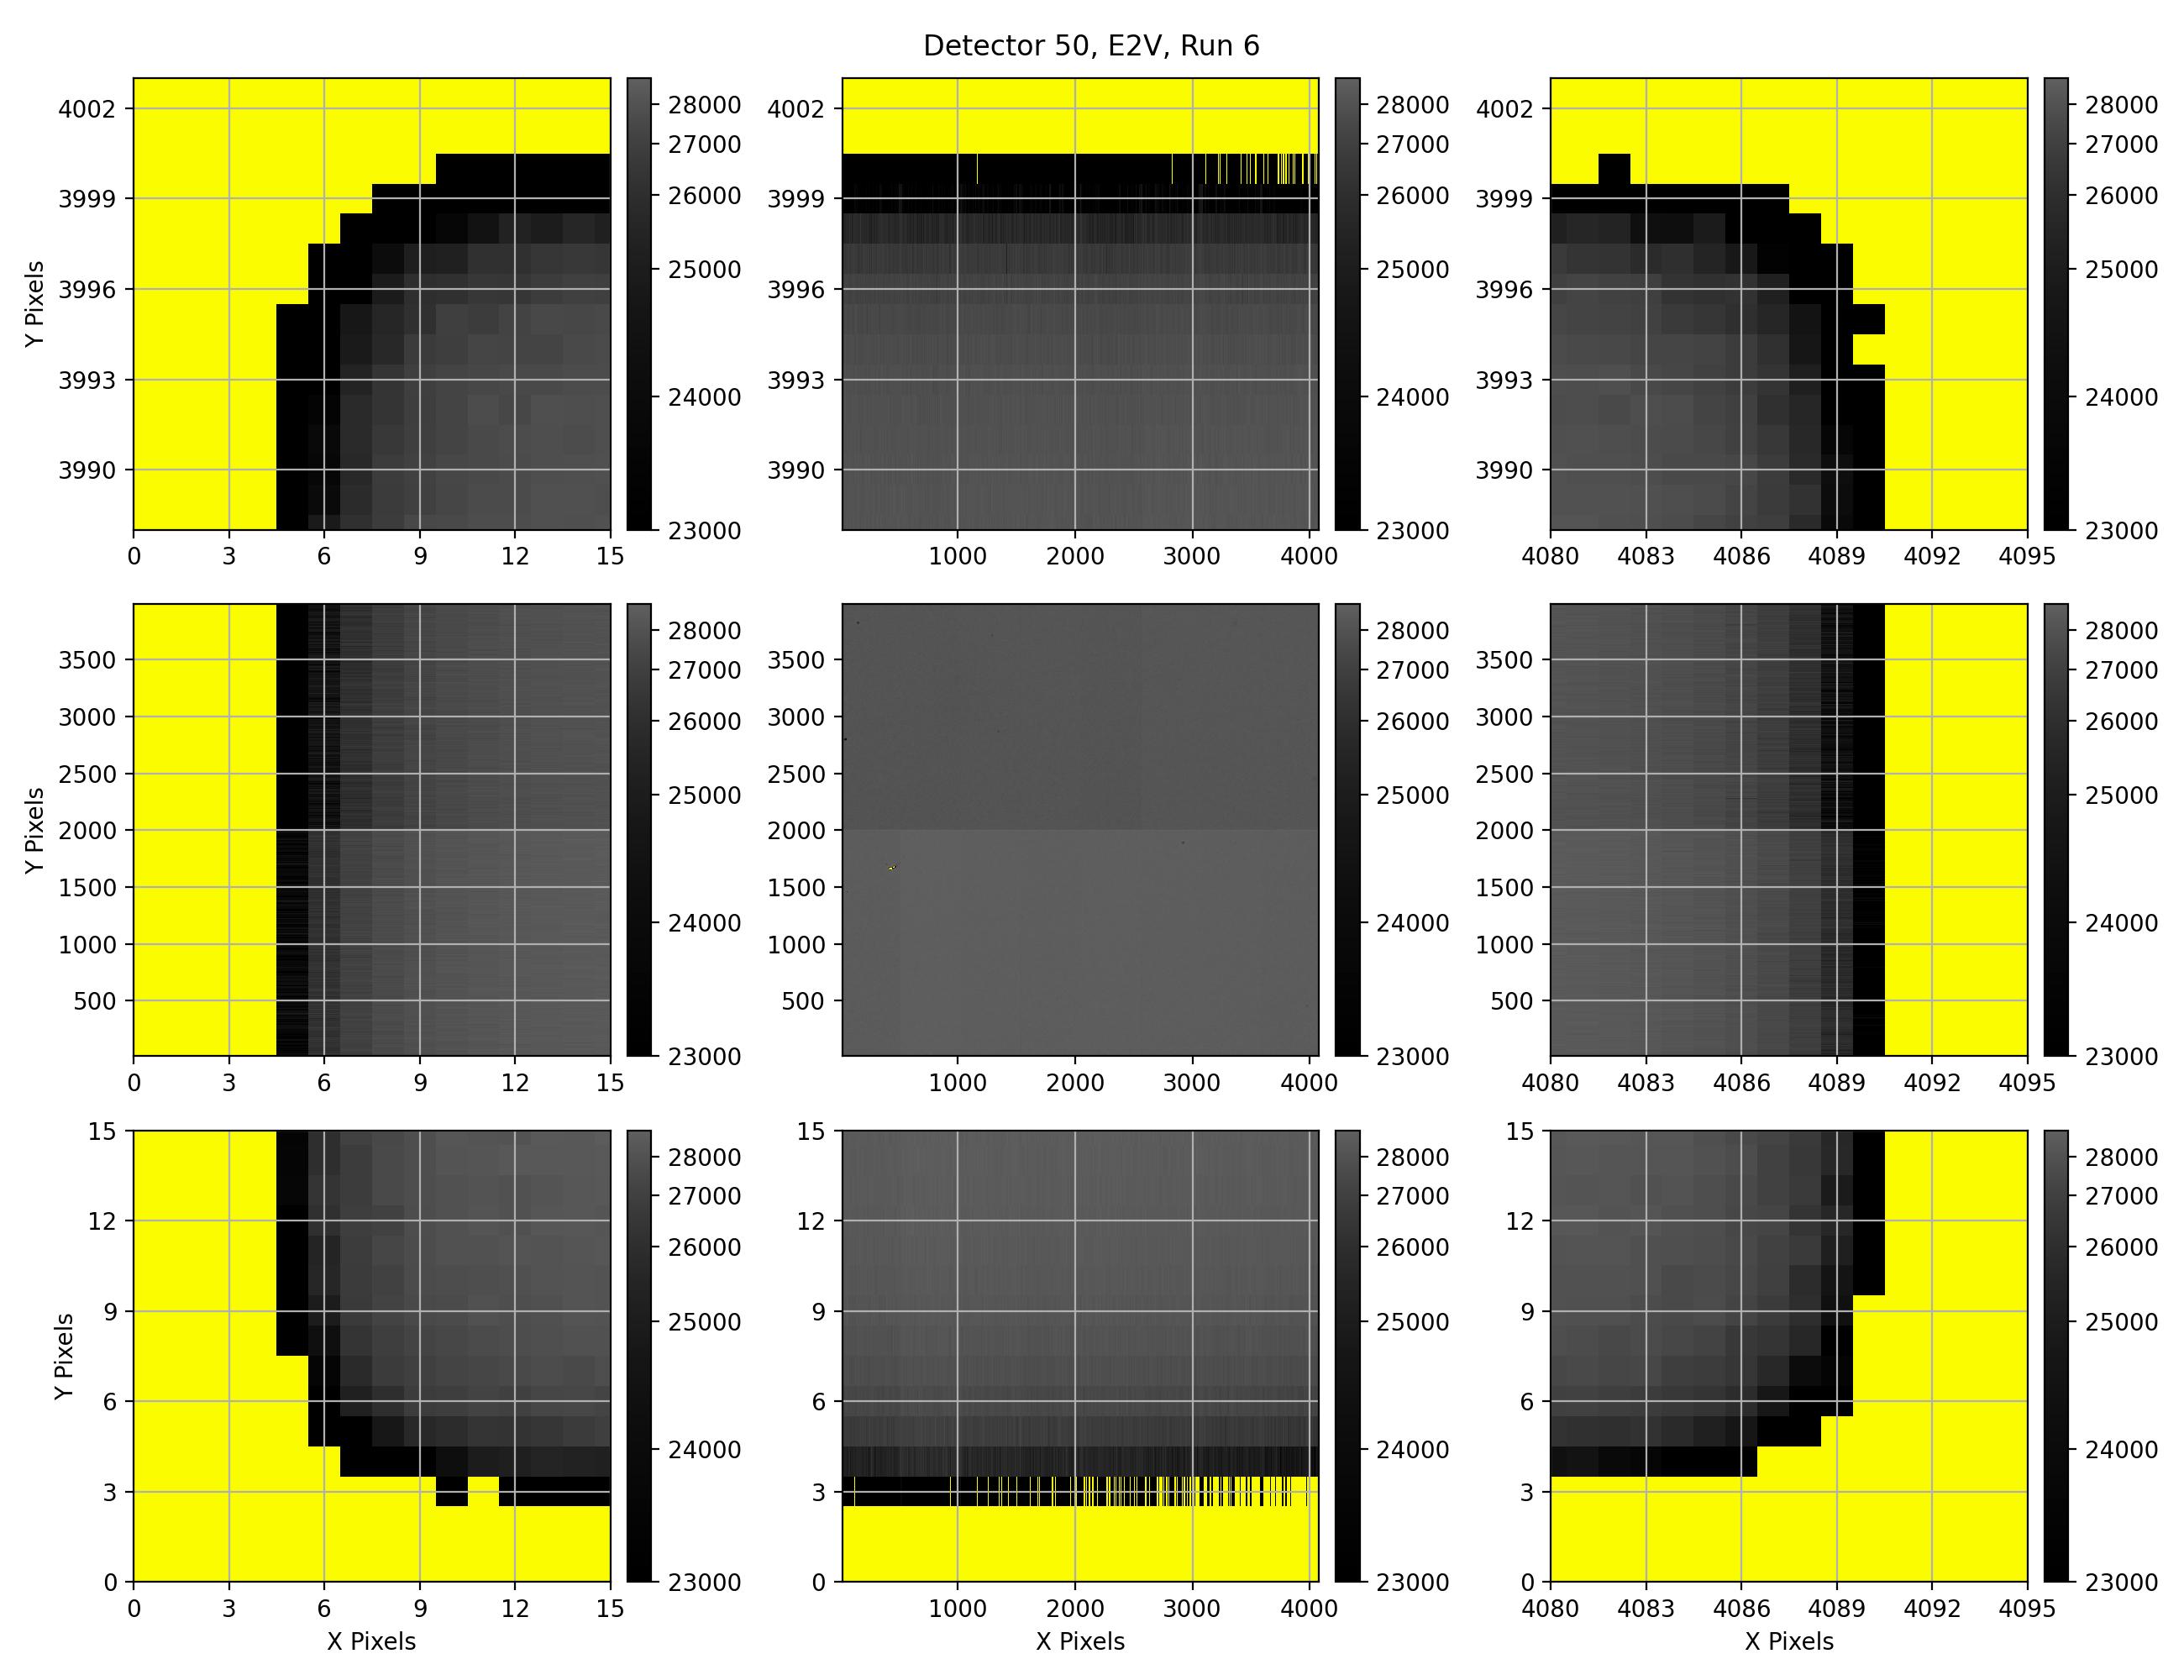 Detector 50, E2V, Run 6
4002 28000 4002 28000 4002 28000
27000 27000 27000
3999 26000 3999 26000 3999 26000
Y Pixels 3996 25000 3996 25000 3996 25000
3993 24000 3993 24000 3993 24000
3990 3990 3990
23000 23000 23000
0 3 6 9 12 15 1000 2000 3000 4000 4080 4083 4086 4089 4092 4095
28000 28000 28000
3500 27000 3500 27000 3500 27000
3000 26000 3000 26000 3000 26000
2500 25000 2500 25000 2500 25000
Y Pixels 2000 2000 2000
1500 24000 1500 24000 1500 24000
1000 1000 1000
500 500 500
23000 23000 23000
0 3 6 9 12 15 1000 2000 3000 4000 4080 4083 4086 4089 4092 4095
15 28000 15 28000 15 28000
12 27000 12 27000 12 27000
26000 26000 26000
9 25000 9 25000 9 25000
Y Pixels 6 24000 6 24000 6 24000
3 3 3
0 23000 0 23000 0 23000
0 3 6 9 12 15 1000 2000 3000 4000 4080 4083 4086 4089 4092 4095
X Pixels X Pixels X Pixels